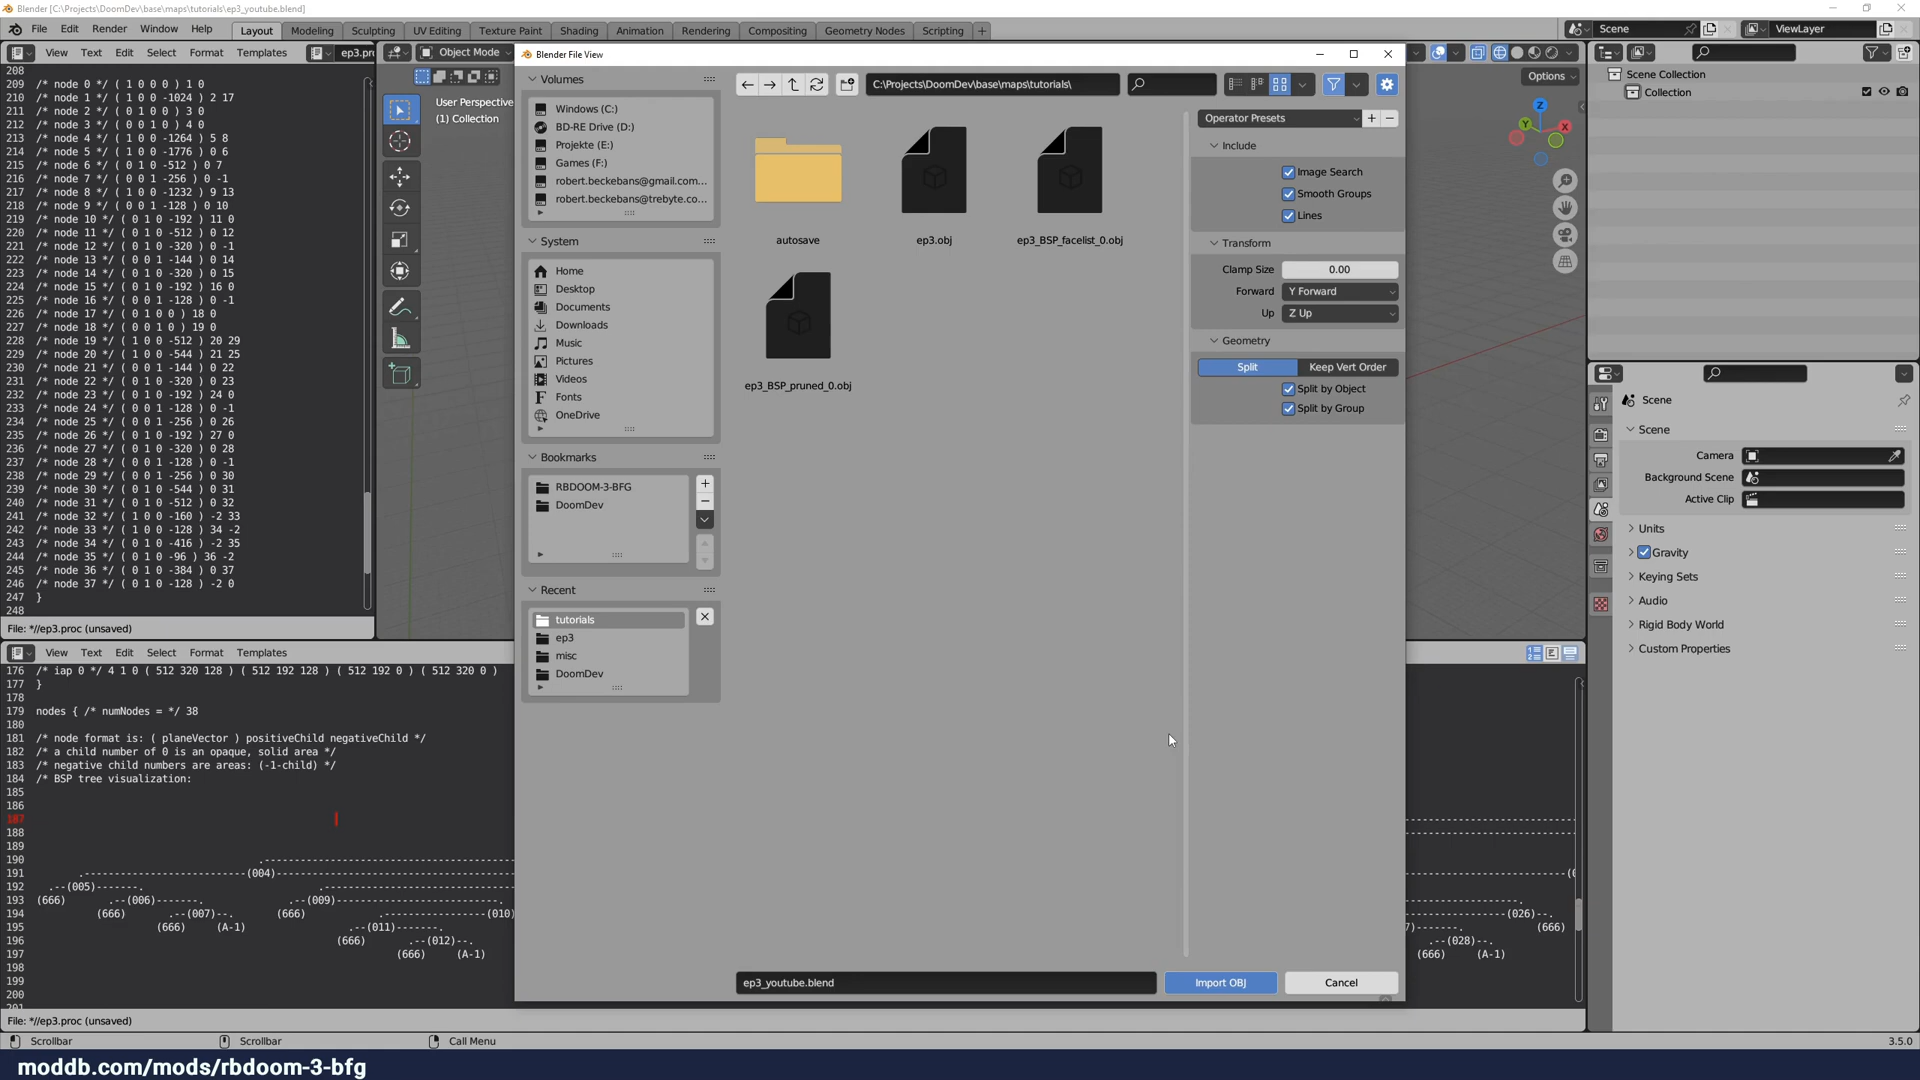 Blender [C:\Projects\DoomDev\base\maps\tutorials\ep3_youtube.blend]
File Edit Render Window Help
Layout Modeling Sculpting UV Editing Texture Paint Shading Animation Rendering Compositing Geometry Nodes Scripting +
Scene
ViewLayer
View Text Edit Select Format Templates
ep3.pr
208
209 /* node 0 */ ( 1 0 0 0 ) 1 0
210 /* node 1 */ ( 1 0 0 -1024 ) 2 17
211 /* node 2 */ ( 0 0 1 0 ) 3 0
212 /* node 3 */ ( 0 1 0 0 ) 4 0
213 /* node 4 */ ( 0 1 0 -1264 ) 5 8
214 /* node 5 */ ( 0 1 0 -1776 ) 0 6
215 /* node 6 */ ( 0 1 0 -512 ) 0 7
216 /* node 7 */ ( 0 0 1 -256 ) 0 -1
217 /* node 8 */ ( 0 1 0 0 -1232 ) 9 13
218 /* node 9 */ ( 0 0 1 -128 ) 0 10
219 /* node 10 */ ( 0 1 0 -192 ) 11 0
220 /* node 11 */ ( 0 1 0 -512 ) 0 12
221 /* node 12 */ ( 0 1 0 -320 ) 0 -1
222 /* node 13 */ ( 0 0 1 -144 ) 0 14
223 /* node 14 */ ( 0 1 0 -320 ) 0 15
224 /* node 15 */ ( 0 1 0 -192 ) 16 0
225 /* node 16 */ ( 0 0 1 -128 ) 0 -1
226 /* node 17 */ ( 0 1 0 0 ) 18 0
227 /* node 18 */ ( 0 0 1 0 ) 19 0
228 /* node 19 */ ( 1 0 0 -512 ) 20 29
229 /* node 20 */ ( 1 0 0 -544 ) 21 25
230 /* node 21 */ ( 0 0 1 -144 ) 0 22
231 /* node 22 */ ( 0 1 0 -320 ) 0 23
232 /* node 23 */ ( 0 1 0 -192 ) 24 0
233 /* node 24 */ ( 0 0 1 -128 ) 0 -1
234 /* node 25 */ ( 0 0 1 -256 ) 0 26
235 /* node 26 */ ( 0 1 0 -192 ) 27 0
236 /* node 27 */ ( 0 1 0 -320 ) 0 28
237 /* node 28 */ ( 0 0 1 -128 ) 0 -1
238 /* node 29 */ ( 0 0 1 -256 ) 0 30
239 /* node 30 */ ( 0 1 0 -544 ) 0 31
240 /* node 31 */ ( 0 1 0 -512 ) 0 32
241 /* node 32 */ ( 1 0 0 -160 ) -2 33
242 /* node 33 */ ( 1 0 0 -128 ) 34 -2
243 /* node 34 */ ( 0 1 0 -416 ) -2 35
244 /* node 35 */ ( 0 1 0 -96 ) 36 -2
245 /* node 36 */ ( 0 1 0 -384 ) 0 37
246 /* node 37 */ ( 0 1 0 -128 ) -2 0
247 }
248
File: *//ep3.proc (unsaved)
Object Mode
User Perspective
(1) Collection
Blender File View
Volumes
Windows (C:)
BD-RE Drive (D:)
Projekte (E:)
Games (F:)
robert.beckebans@gmail.com...
robert.beckebans@trebyte.co...
System
Home
Desktop
Documents
Downloads
Music
Pictures
Videos
Fonts
OneDrive
Bookmarks
RBDOOM-3-BFG
DoomDev
Recent
tutorials
ep3
misc
DoomDev
C:\Projects\DoomDev\base\maps\tutorials\
autosave
ep3.obj
ep3_BSP_facelist_0.obj
ep3_BSP_pruned_0.obj
Operator Presets
Include
Image Search
Smooth Groups
Lines
Transform
Clamp Size 0.00
Forward Y Forward
Up Z Up
Geometry
Split Keep Vert Order
Split by Object
Split by Group
ep3_youtube.blend
Import OBJ
Cancel
Options
Z
Y
X
Scene Collection
Collection
Scene
Scene
Camera
Background Scene
Active Clip
Units
Gravity
Keying Sets
Audio
Rigid Body World
Custom Properties
View Text Edit Select Format Templates
176 /* iap 0 */ 4 1 0 ( 512 320 128 ) ( 512 192 128 ) ( 512 192 0 ) ( 512 320 0 )
177 }
178
179 nodes { /* numNodes = */ 38
180
181 /* node format is: ( planeVector ) positiveChild negativeChild */
182 /* a child number of 0 is an opaque, solid area */
183 /* negative child numbers are areas: (-1-child) */
184 /* BSP tree visualization:
185
186
187
188
189
190
191 (004)
192 .--(005)-------.
193 (666) .--(006)-------. .--(009)
194 (666) .--(007)--. (666) (010) (026)--.
195 (666) (A-1) .--(011)-------. (666)
196 (666) .--(012)--. .--(028)--.
197 (666) (A-1) (666) (A-1)
198
199
200
201
File: *//ep3.proc (unsaved)
Scrollbar Scrollbar Call Menu
3.5.0
moddb.com/mods/rbdoom-3-bfg